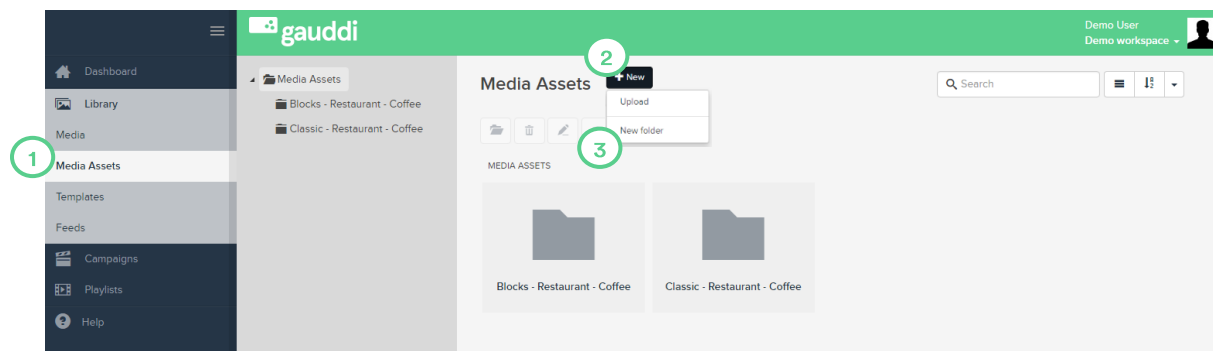 gauddi
Demo User
Demo workspace
Dashboard
Library
Media
1
Media Assets
Templates
Feeds
Campaigns
Playlists
Help
Media Assets
Blocks - Restaurant - Coffee
Classic - Restaurant - Coffee
Media Assets
2
+ New
Upload
New folder
3
Search
MEDIA ASSETS
Blocks - Restaurant - Coffee
Classic - Restaurant - Coffee